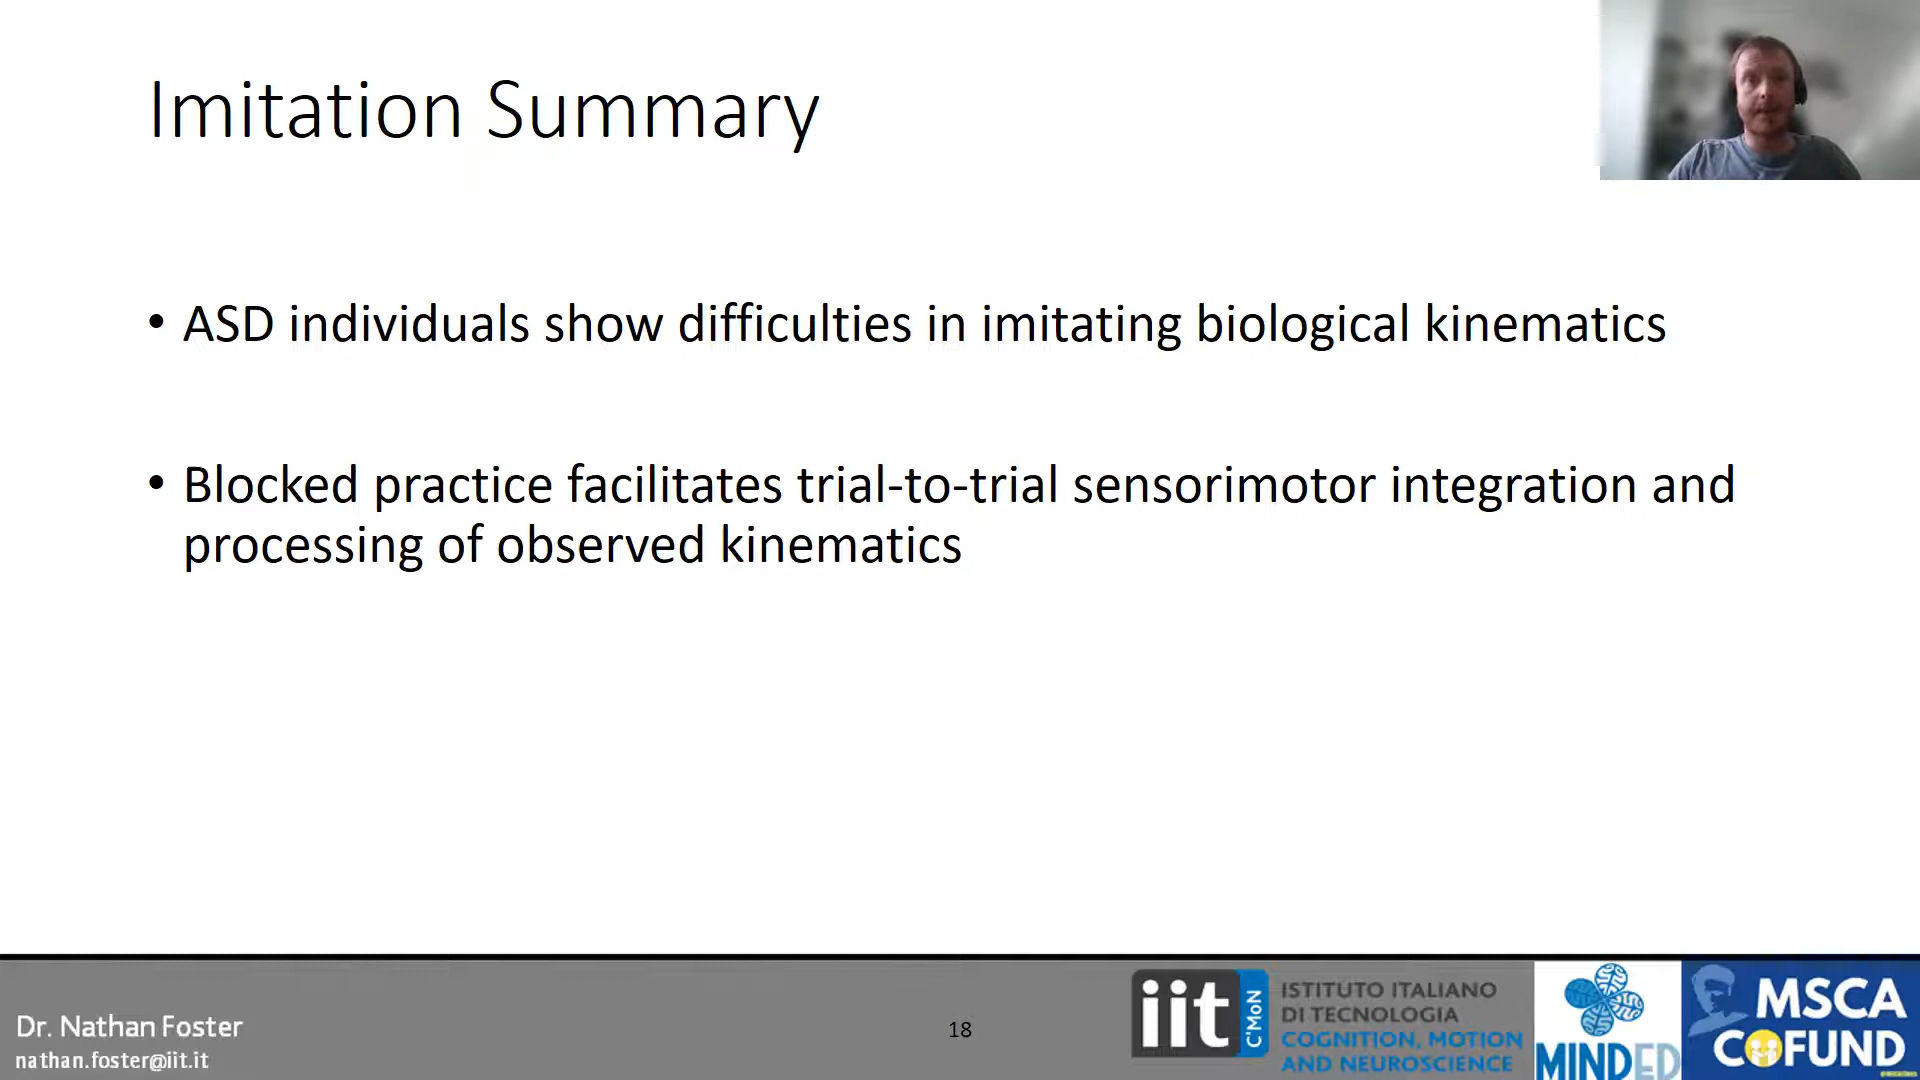 Imitation Summary
• ASD individuals show difficulties in imitating biological kinematics
• Blocked practice facilitates trial-to-trial sensorimotor integration and
processing of observed kinematics
Dr. Nathan Foster
nathan.foster@iit.it
18
iit
C'MoN
ISTITUTO ITALIANO
DI TECNOLOGIA
COGNITION, MOTION
AND NEUROSCIENCE
MINDED
MSCA
COFUND